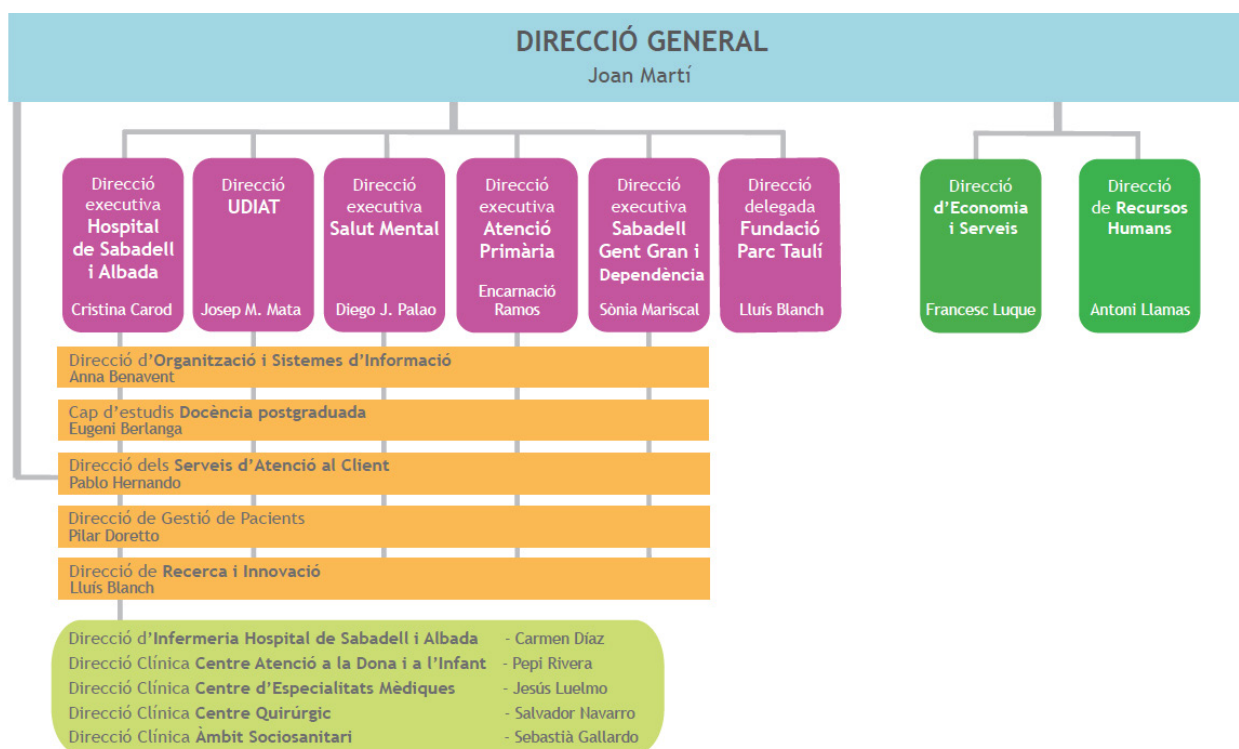 DIRECCIÓ GENERAL
Joan Martí
Direcció
executiva
Hospital
de Sabadell
i Albada
Cristina Carod
Direcció
UDIAT
Josep M. Mata
Direcció
executiva
Salut Mental
Diego J. Palao
Direcció
executiva
Atenció
Primària
Encarnació
Ramos
Direcció
executiva
Sabadell
Gent Gran i
Dependència
Sònia Mariscal
Direcció
delegada
Fundació
Parc Taulí
Lluís Blanch
Direcció
d'Economia
i Serveis
Francesc Luque
Direcció
de Recursos
Humans
Antoni Llamas
Direcció d'Organització i Sistemes d'Informació
Anna Benavent
Cap d'estudis Docència postgraduada
Eugeni Berlanga
Direcció dels Serveis d'Atenció al Client
Pablo Hernando
Direcció de Gestió de Pacients
Pilar Doretto
Direcció de Recerca i Innovació
Lluís Blanch
Direcció d'Infermeria Hospital de Sabadell i Albada - Carmen Díaz
Direcció Clínica Centre Atenció a la Dona i a l'Infant - Pepi Rivera
Direcció Clínica Centre d'Especialitats Mèdiques - Jesús Luelmo
Direcció Clínica Centre Quirúrgic - Salvador Navarro
Direcció Clínica Àmbit Sociosanitari - Sebastià Gallardo